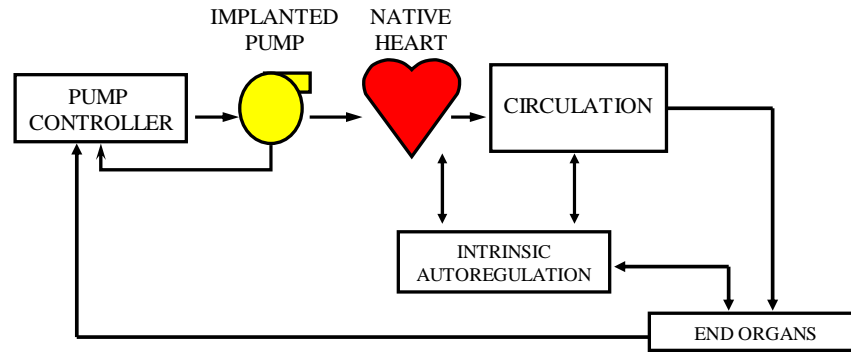 IMPLANTED
PUMP
NATIVE
HEART
PUMP
CONTROLLER
CIRCULATION
INTRINSIC
AUTOREGULATION
END ORGANS